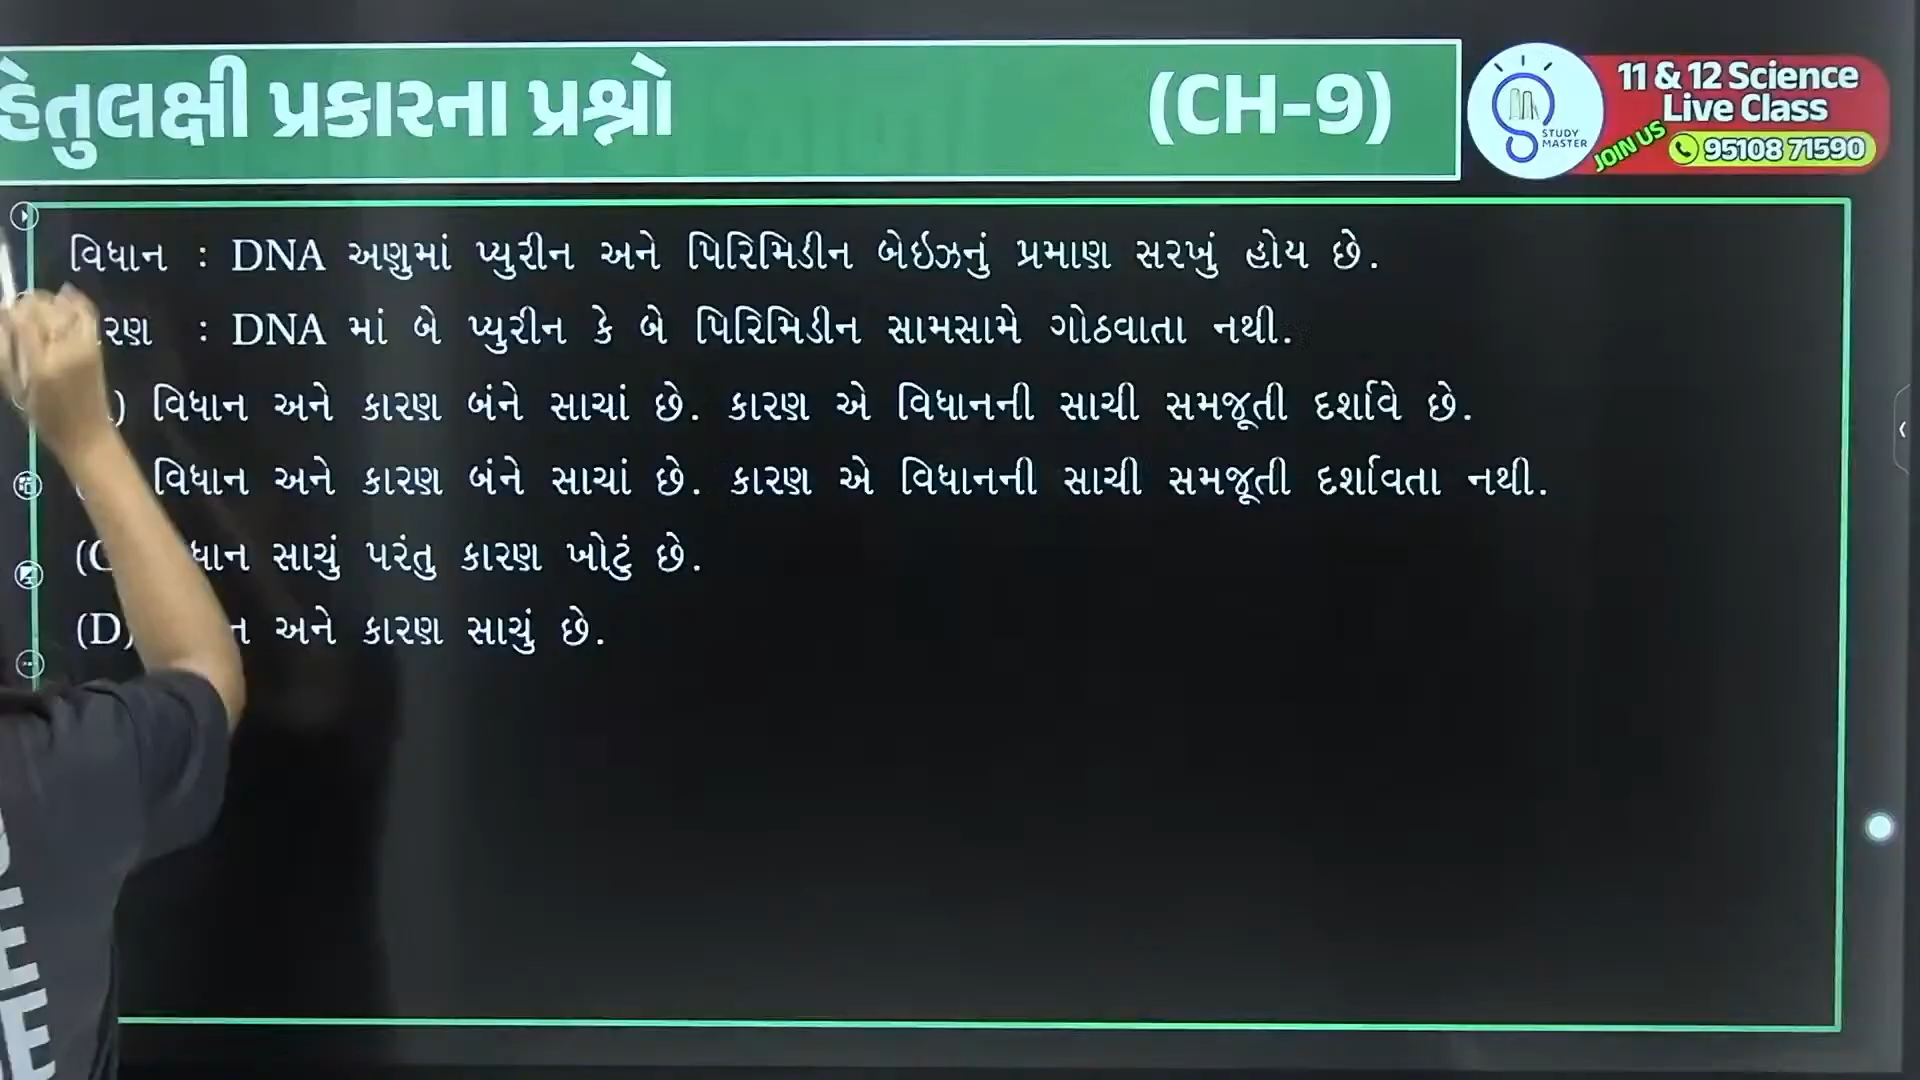 હેતુલક્ષી પ્રકારના પ્રશ્નો (CH-9)
STUDY MASTER
11 & 12 Science
Live Class
JOIN US 95108 71590
વિધાન : DNA અણુમાં પ્યુરીન અને પિરિમિડીન બેઇઝનું પ્રમાણ સરખું હોય છે.
: DNA માં બે પ્યુરીન કે બે પિરિમિડીન સામસામે ગોઠવાતા નથી.
વિધાન અને કારણ બંને સાચાં છે. કારણ એ વિધાનની સાચી સમજૂતી દર્શાવે છે.
વિધાન અને કારણ બંને સાચાં છે. કારણ એ વિધાનની સાચી સમજૂતી દર્શાવતા નથી.
(C સાચું પરંતુ કારણ ખોટું છે.
(D) અને કારણ સાચું છે.